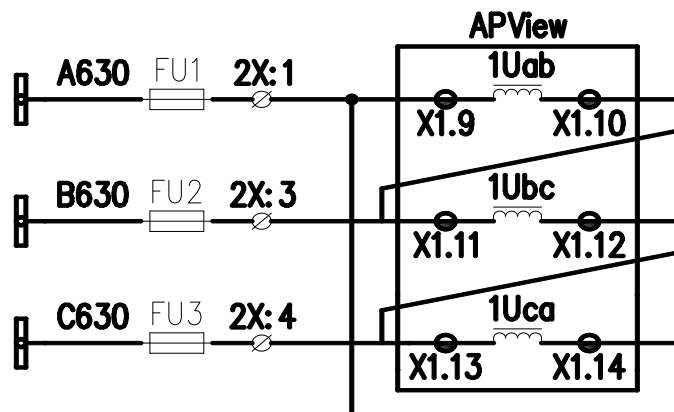 APView
A630 FU1 2X:1 1Uab
X1.9 X1.10
B630 FU2 2X:3 1Ubc
X1.11 X1.12
C630 FU3 2X:4 1Uca
X1.13 X1.14